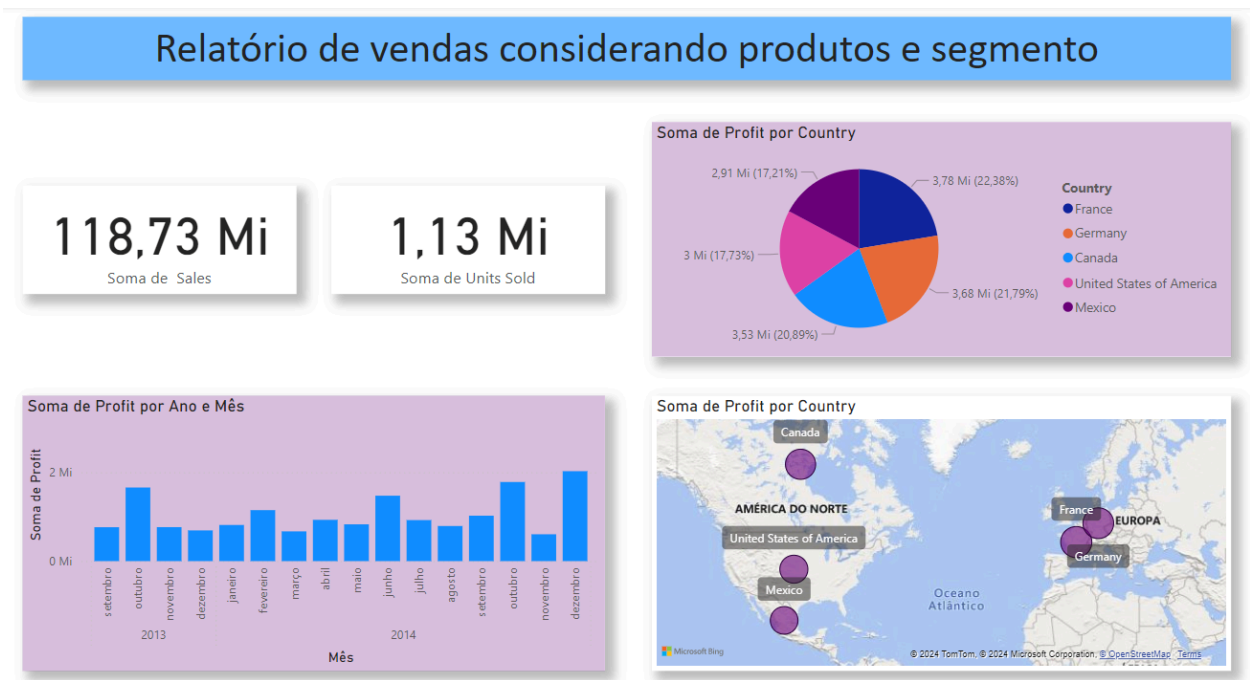 Relatório de vendas considerando produtos e segmento
118,73 Mi
Soma de  Sales
1,13 Mi
Soma de Units Sold
Soma de Profit por Country
2,91 Mi (17,21%)
3,78 Mi (22,38%)
3 Mi (17,73%)
3,68 Mi (21,79%)
3,53 Mi (20,89%)
Country
France
Germany
Canada
United States of America
Mexico
Soma de Profit por Ano e Mês
Soma de Profit
2 Mi
0 Mi
setembro
outubro
novembro
dezembro
janeiro
fevereiro
março
abril
maio
junho
julho
agosto
setembro
outubro
novembro
dezembro
2013
2014
Mês
Soma de Profit por Country
Canada
AMÉRICA DO NORTE
United States of America
Mexico
France
EUROPA
Germany
Oceano
Atlântico
Microsoft Bing
© 2024 TomTom, © 2024 Microsoft Corporation, © OpenStreetMap Terms